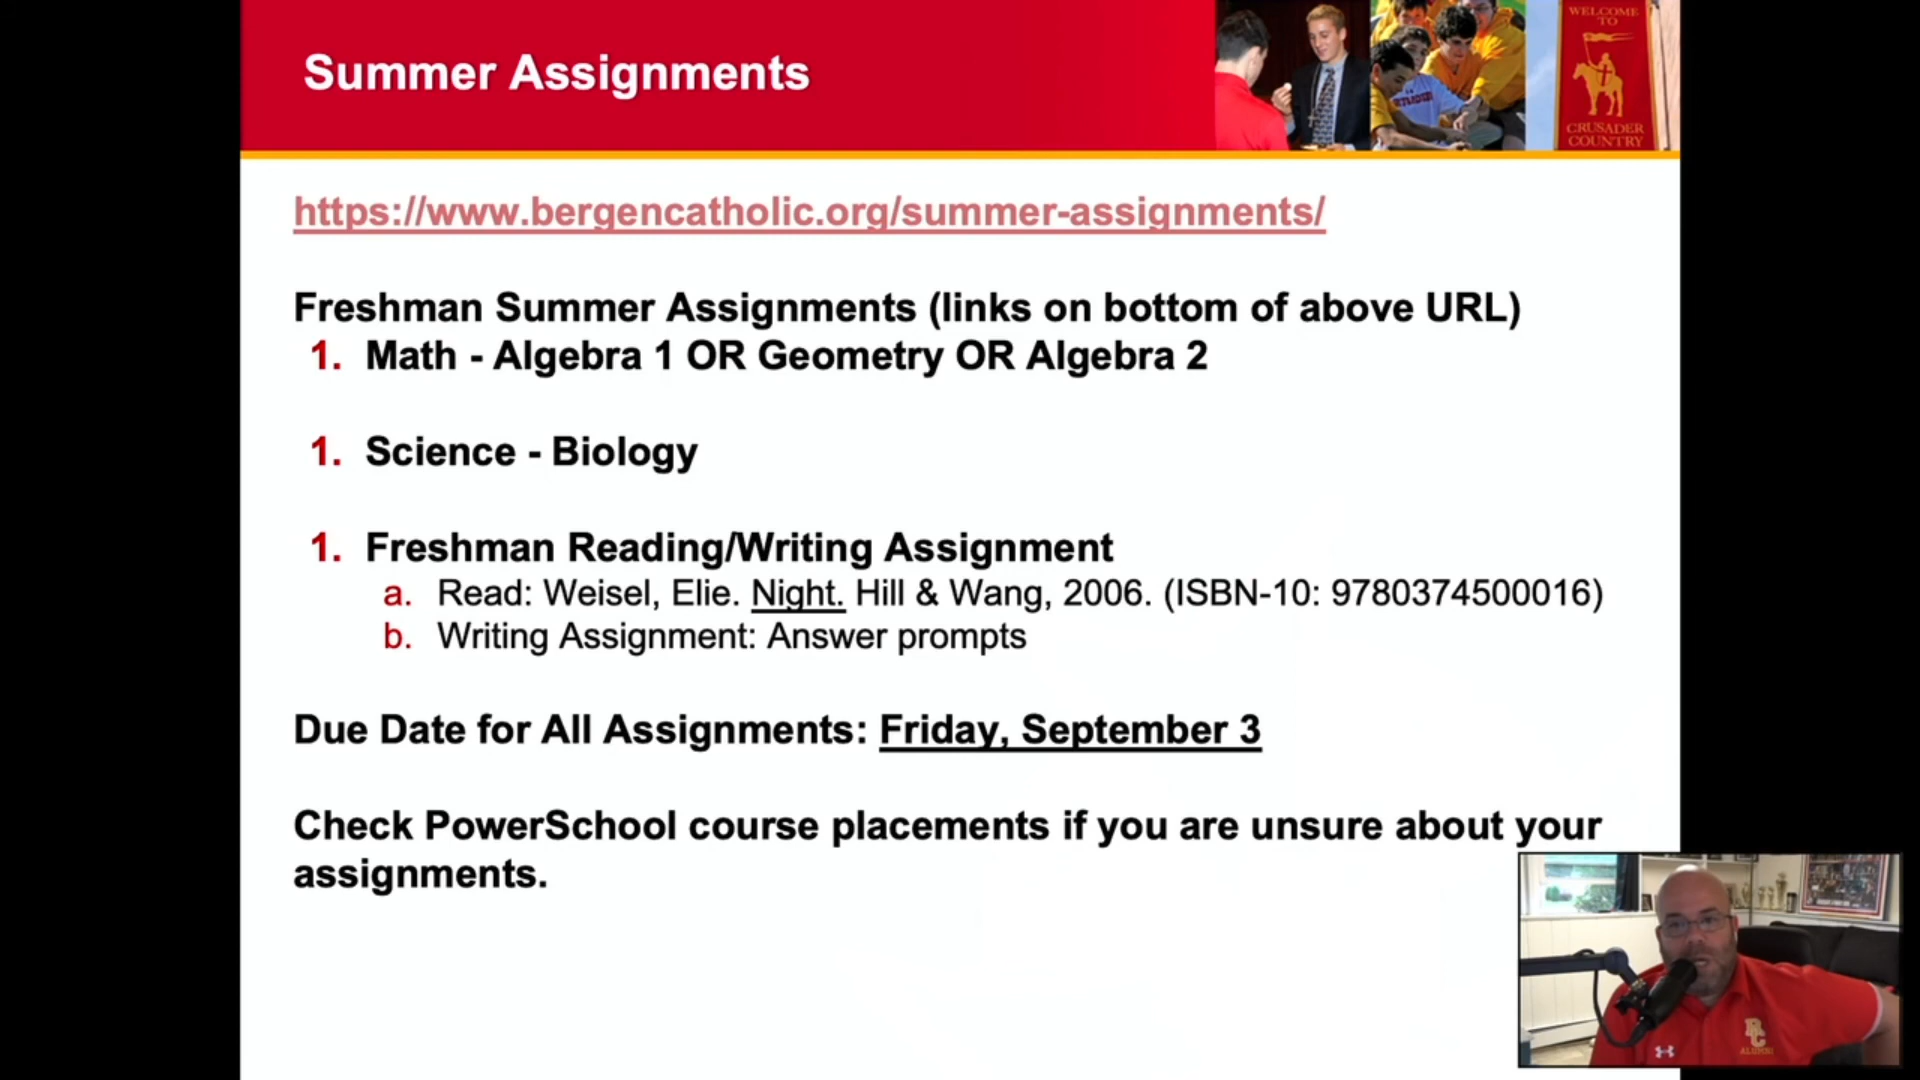 Summer Assignments
WELCOME
TO
CRUSADER
COUNTRY
https://www.bergencatholic.org/summer-assignments/
Freshman Summer Assignments (links on bottom of above URL)
1. Math - Algebra 1 OR Geometry OR Algebra 2
1. Science - Biology
1. Freshman Reading/Writing Assignment
a. Read: Weisel, Elie. Night. Hill & Wang, 2006. (ISBN-10: 9780374500016)
b. Writing Assignment: Answer prompts
Due Date for All Assignments: Friday, September 3
Check PowerSchool course placements if you are unsure about your
assignments.
BC
ALUMNI